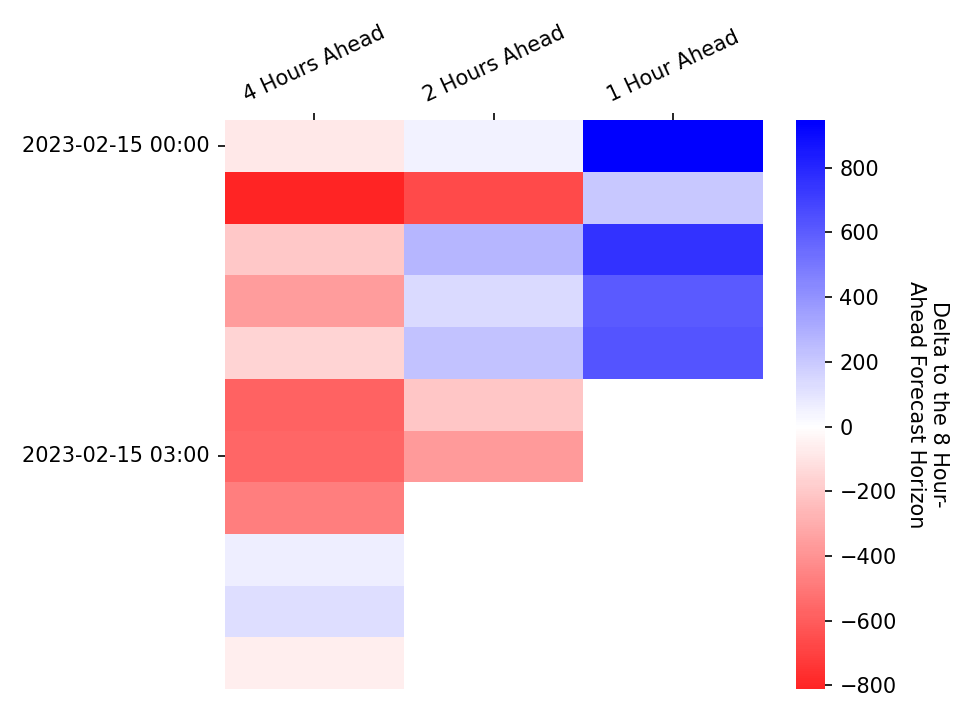 4 Hours Ahead
2 Hours Ahead
1 Hour Ahead
2023-02-15 00:00
2023-02-15 03:00
800
600
400
200
0
−200
−400
−600
−800
Delta to the 8 Hour-
Ahead Forecast Horizon